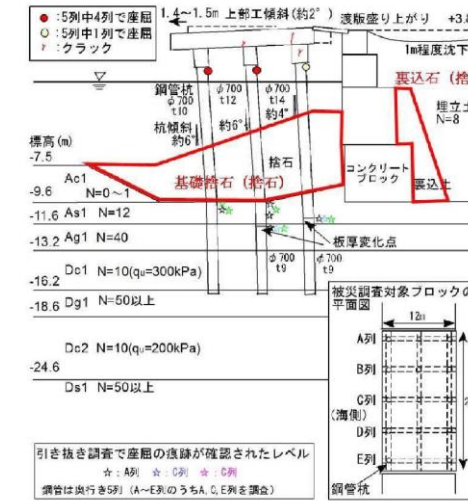 ●:5列中4列で座屈
○:5列中1列で座屈
r:クラック
1.4~1.5m 上部工傾斜(約2°)
渡版盛り上がり +3.8
1m程度沈下
裏込石(捨
鋼管杭
φ700
t10
φ700
t12
φ700
t14
杭傾斜
約6°
約6°
約4°
埋立土
N=8
標高(m)
-7.5
Ac1
N=0~1
捨石
基礎捨石(捨石)
コンクリート
ブロック
裏込土
-9.6
As1 N=12
-11.6
Ag1 N=40
-13.2
板厚変化点
φ700
t9
φ700
t9
Dc1 N=10(qu=300kPa)
-16.2
Dg1 N=50以上
-18.6
Dc2 N=10(qu=200kPa)
-24.6
Ds1 N=50以上
被災調査対象ブロックの
平面図
12m
A列
B列
C列
(海側)
D列
E列
鋼管杭
引き抜き調査で座屈の痕跡が確認されたレベル
☆:A列 ☆:C列 ☆:C列
鋼管は奥行き5列(A~E列のうちA,C,E列を調査)